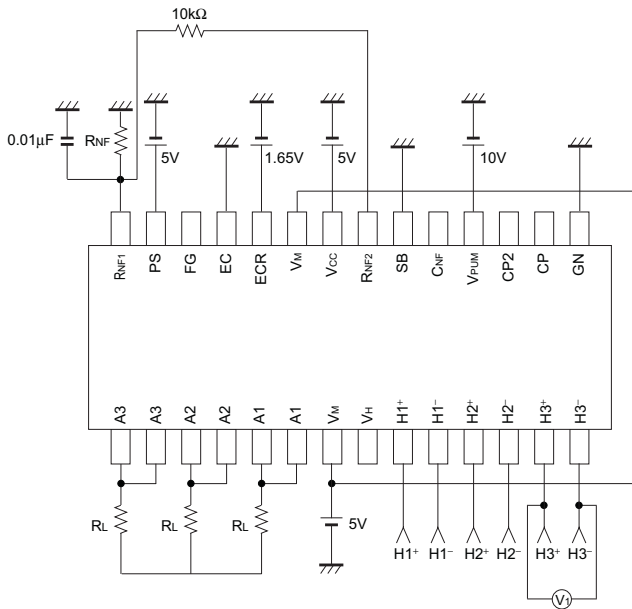 10kΩ
0.01μF
RNF
5V
1.65V
5V
10V
RNF1
PS
FG
EC
ECR
VM
VCC
RNF2
SB
CNF
VPUM
CP2
CP
GN
A3
A3
A2
A2
A1
A1
VM
VH
H1+
H1−
H2+
H2−
H3+
H3−
RL
RL
RL
5V
H1+
H1−
H2+
H2−
H3+
H3−
V1